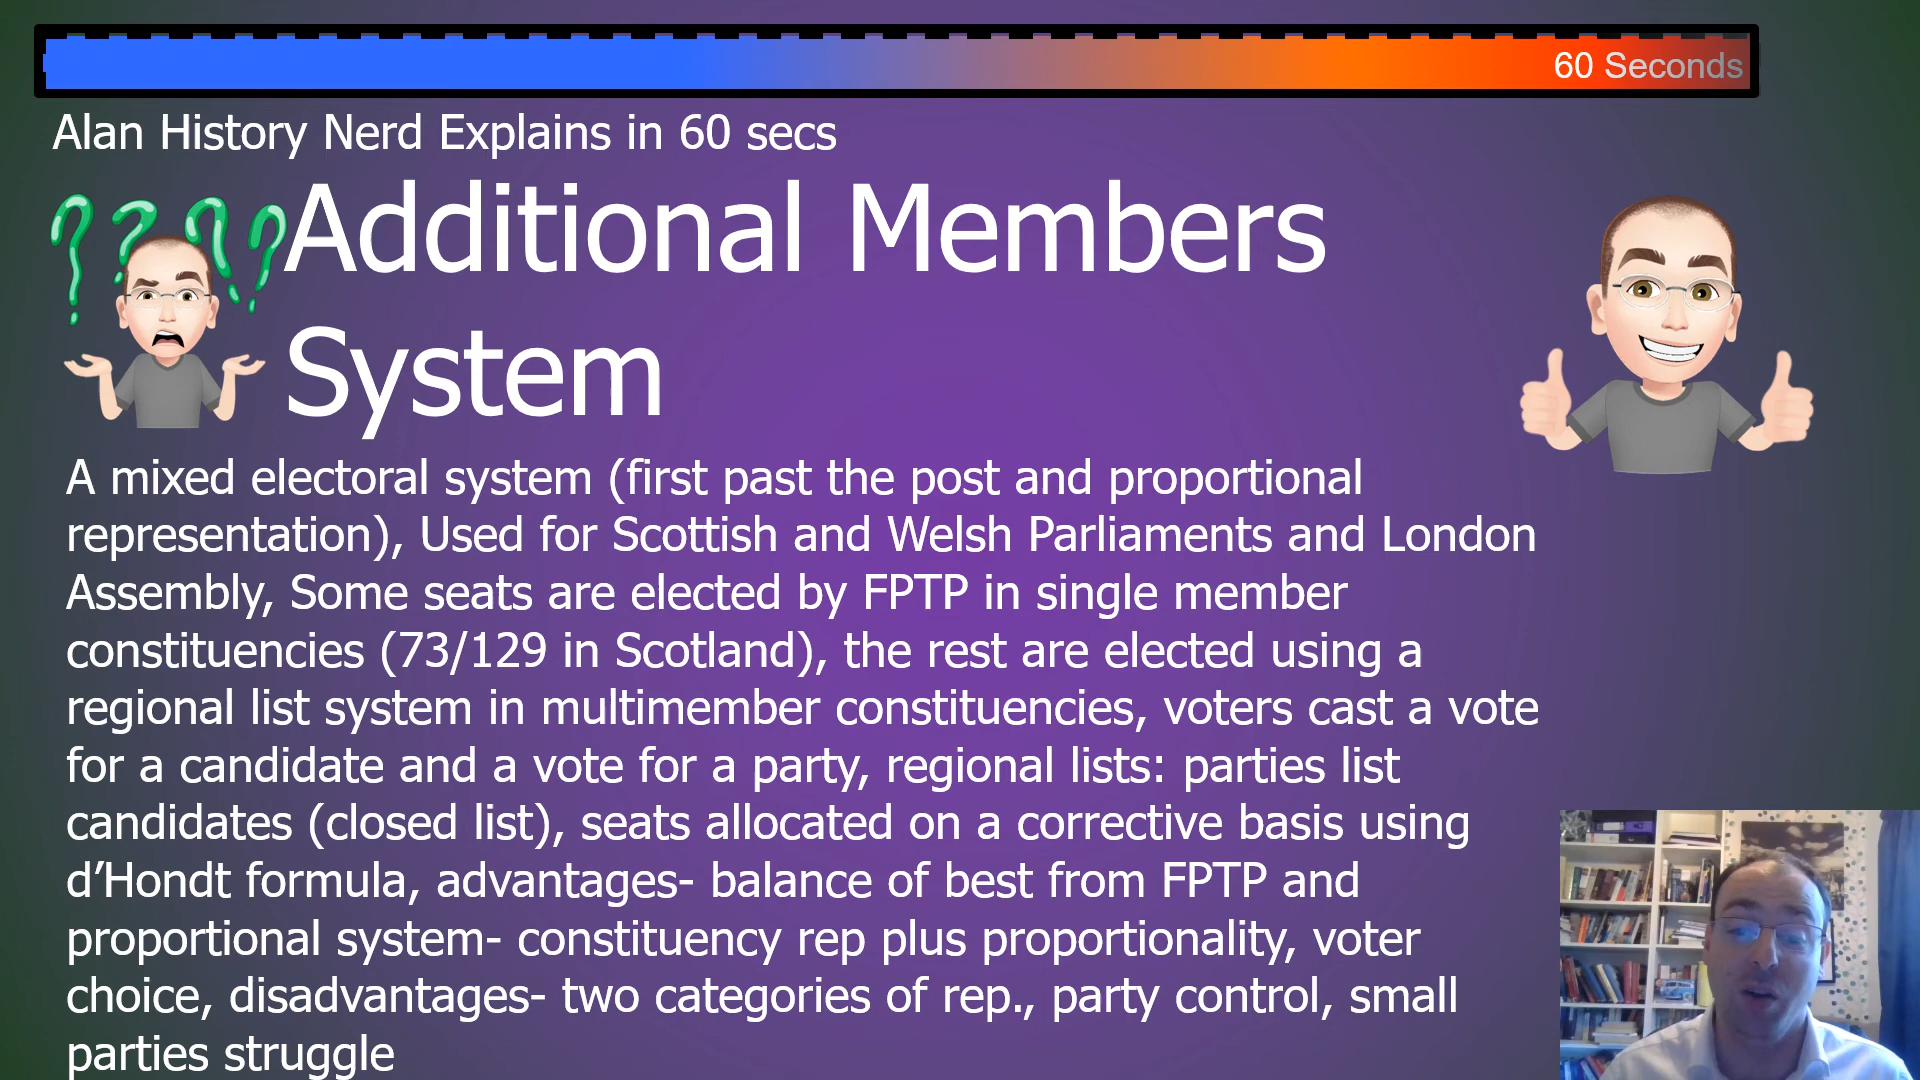 60 Seconds
Alan History Nerd Explains in 60 secs
Additional Members
System
A mixed electoral system (first past the post and proportional
representation), Used for Scottish and Welsh Parliaments and London
Assembly, Some seats are elected by FPTP in single member
constituencies (73/129 in Scotland), the rest are elected using a
regional list system in multimember constituencies, voters cast a vote
for a candidate and a vote for a party, regional lists: parties list
candidates (closed list), seats allocated on a corrective basis using
d’Hondt formula, advantages- balance of best from FPTP and
proportional system- constituency rep plus proportionality, voter
choice, disadvantages- two categories of rep., party control, small
parties struggle